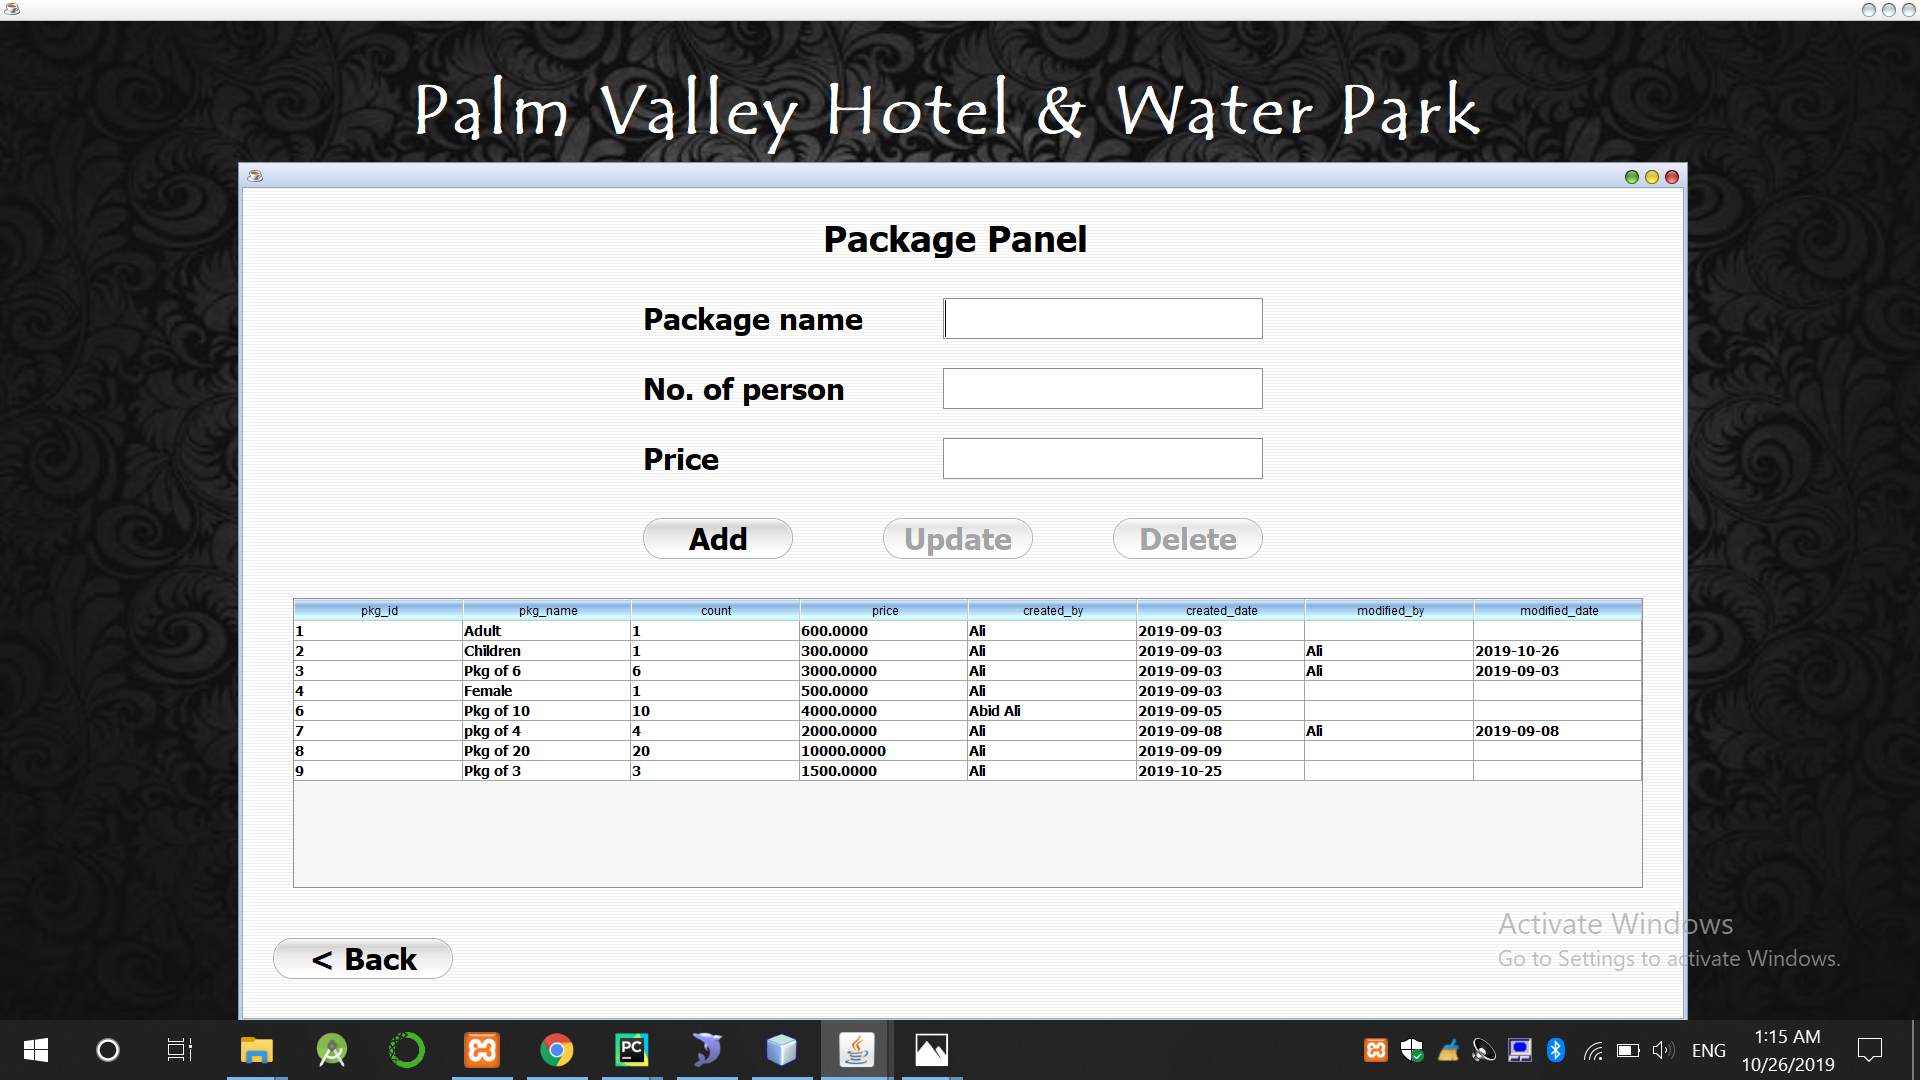 Palm Valley Hotel & Water Park
Package Panel
Package name
No. of person
Price
Add Update Delete
pkg_id pkg_name count price created_by created_date modified_by modified_date
1 Adult 1 600.0000 Ali 2019-09-03
2 Children 1 300.0000 Ali 2019-09-03 Ali 2019-10-26
3 Pkg of 6 6 3000.0000 Ali 2019-09-03 Ali 2019-09-03
4 Female 1 500.0000 Ali 2019-09-03
6 Pkg of 10 10 4000.0000 Abid Ali 2019-09-05
7 pkg of 4 4 2000.0000 Ali 2019-09-08 Ali 2019-09-08
8 Pkg of 20 20 10000.0000 Ali 2019-09-09
9 Pkg of 3 3 1500.0000 Ali 2019-10-25
Activate Windows
Go to Settings to activate Windows.
< Back
PC
ENG
1:15 AM
10/26/2019